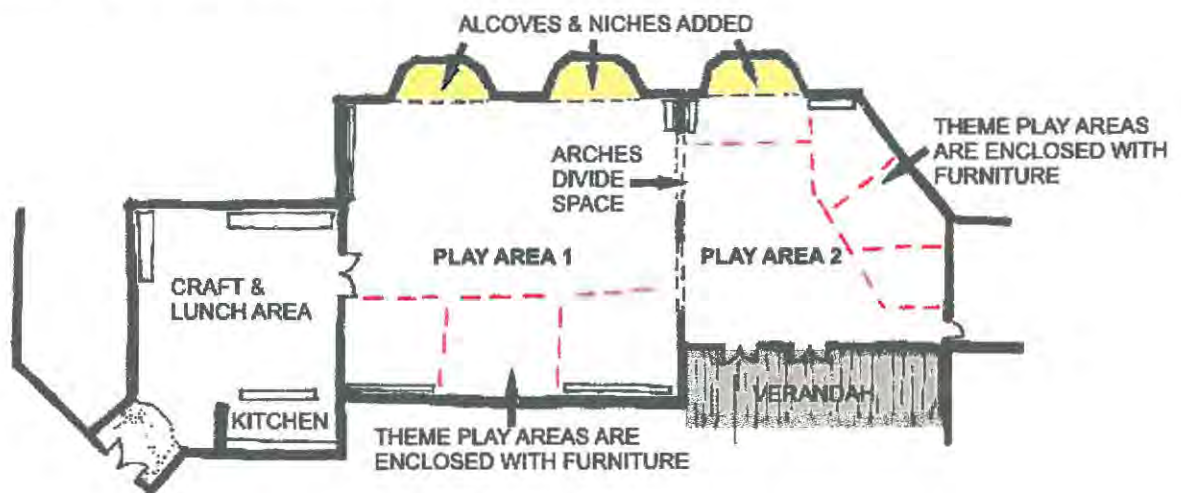 ALCOVES & NICHES ADDED
THEME PLAY AREAS
ARE ENCLOSED WITH
FURNITURE
ARCHES
DIVIDE
SPACE
PLAY AREA 1
PLAY AREA 2
CRAFT &
LUNCH AREA
VERANDAH
KITCHEN
THEME PLAY AREAS ARE
ENCLOSED WITH FURNITURE